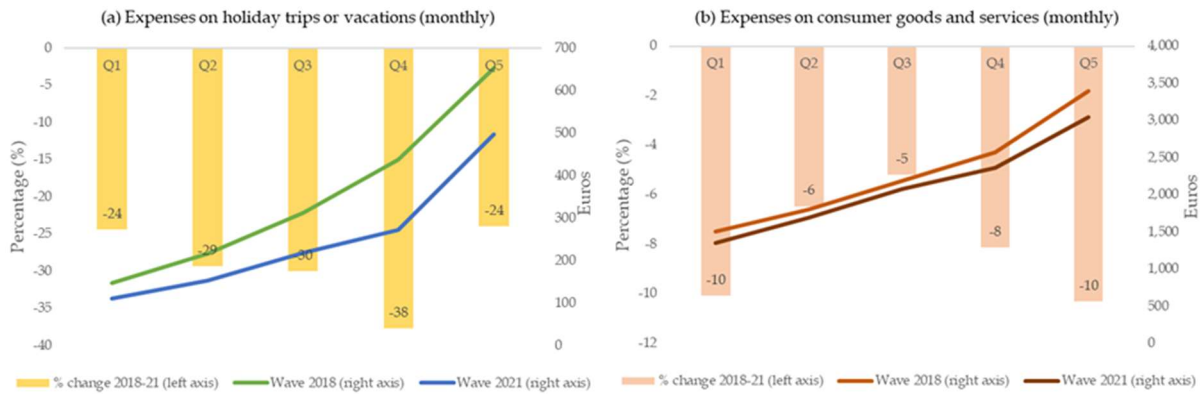 (a) Expenses on holiday trips or vacations (monthly)
0
-5
-10
-15
-20
-25
-30
-35
-40
Percentage (%)
Q1 Q2 Q3 Q4 Q5
-24 -29 -30 -38 -24
700
600
500
400
300
200
100
0
Euros
% change 2018-21 (left axis) Wave 2018 (right axis) Wave 2021 (right axis)
(b) Expenses on consumer goods and services (monthly)
0
-2
-4
-6
-8
-10
-12
Percentage (%)
Q1 Q2 Q3 Q4 Q5
-10 -6 -5 -8 -10
4,000
3,500
3,000
2,500
2,000
1,500
1,000
500
0
Euros
% change 2018-21 (left axis) Wave 2018 (right axis) Wave 2021 (right axis)